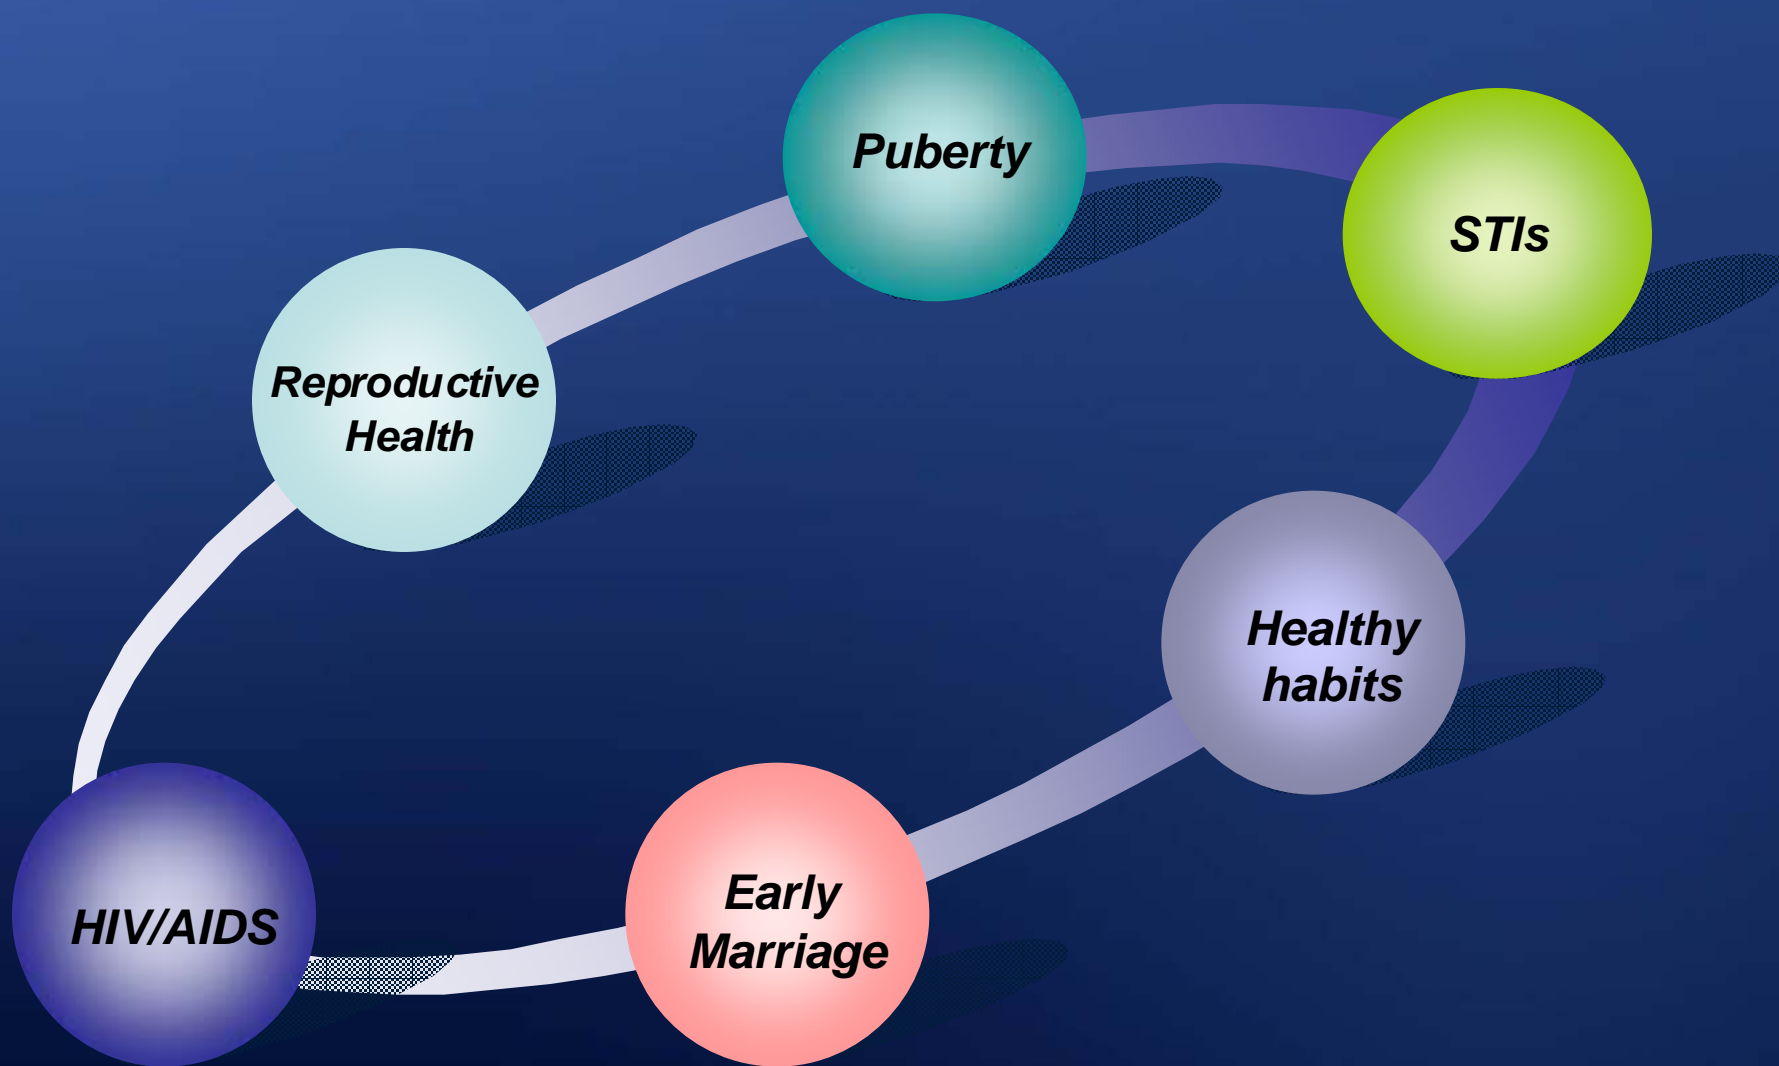 Puberty
STIs
Reproductive
Health
Healthy
habits
Early
Marriage
HIV/AIDS